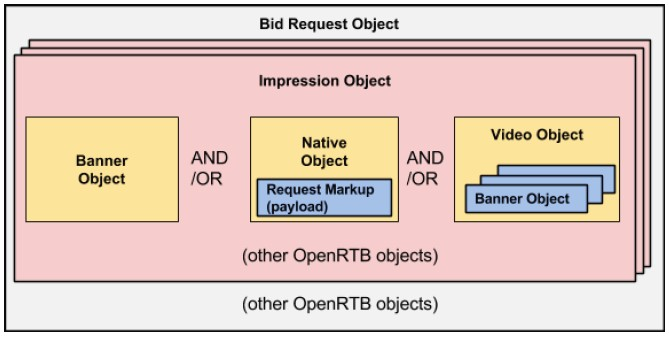 Bid Request Object
Impression Object
Banner
Object
AND
/OR
Native
Object
Request Markup
(payload)
AND
/OR
Video Object
Banner Object
(other OpenRTB objects)
(other OpenRTB objects)